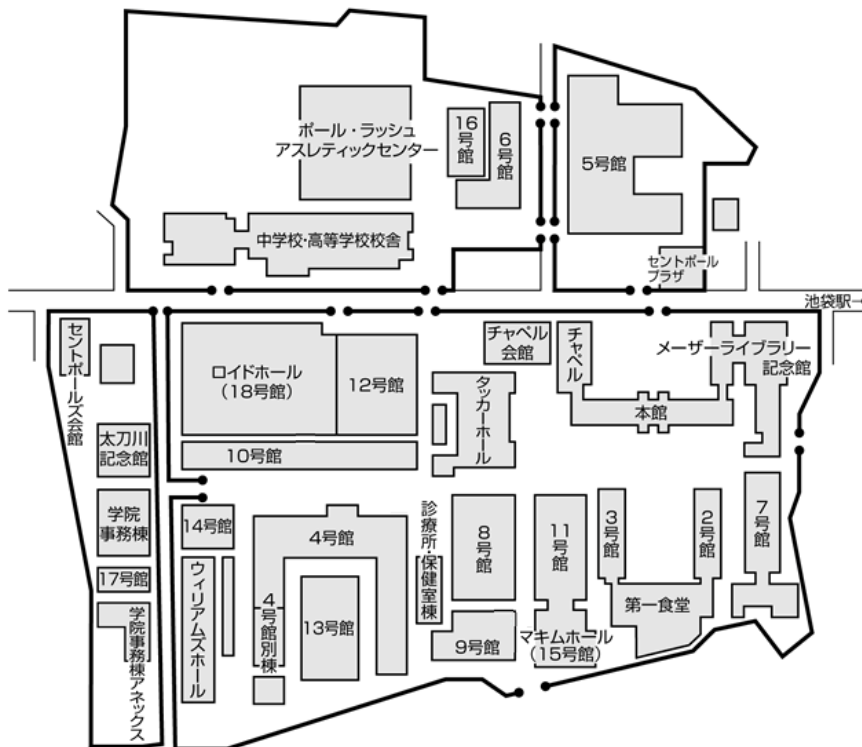 ポール・ラッシュ
アスレティックセンター
16号館
6号館
5号館
中学校・高等学校校舎
セントポール
プラザ
池袋駅→
セントポールズ会館
ロイドホール
（18号館）
12号館
チャペル
会館
チャペル
メーザーライブラリー
記念館
タッカーホール
本館
太刀川
記念館
10号館
学院
事務棟
14号館
4号館
診療所・保健室棟
8号館
11号館
3号館
2号館
7号館
17号館
ウィリアムズホール
4号館別棟
13号館
第一食堂
学院事務棟アネックス
9号館
マキムホール
（15号館）